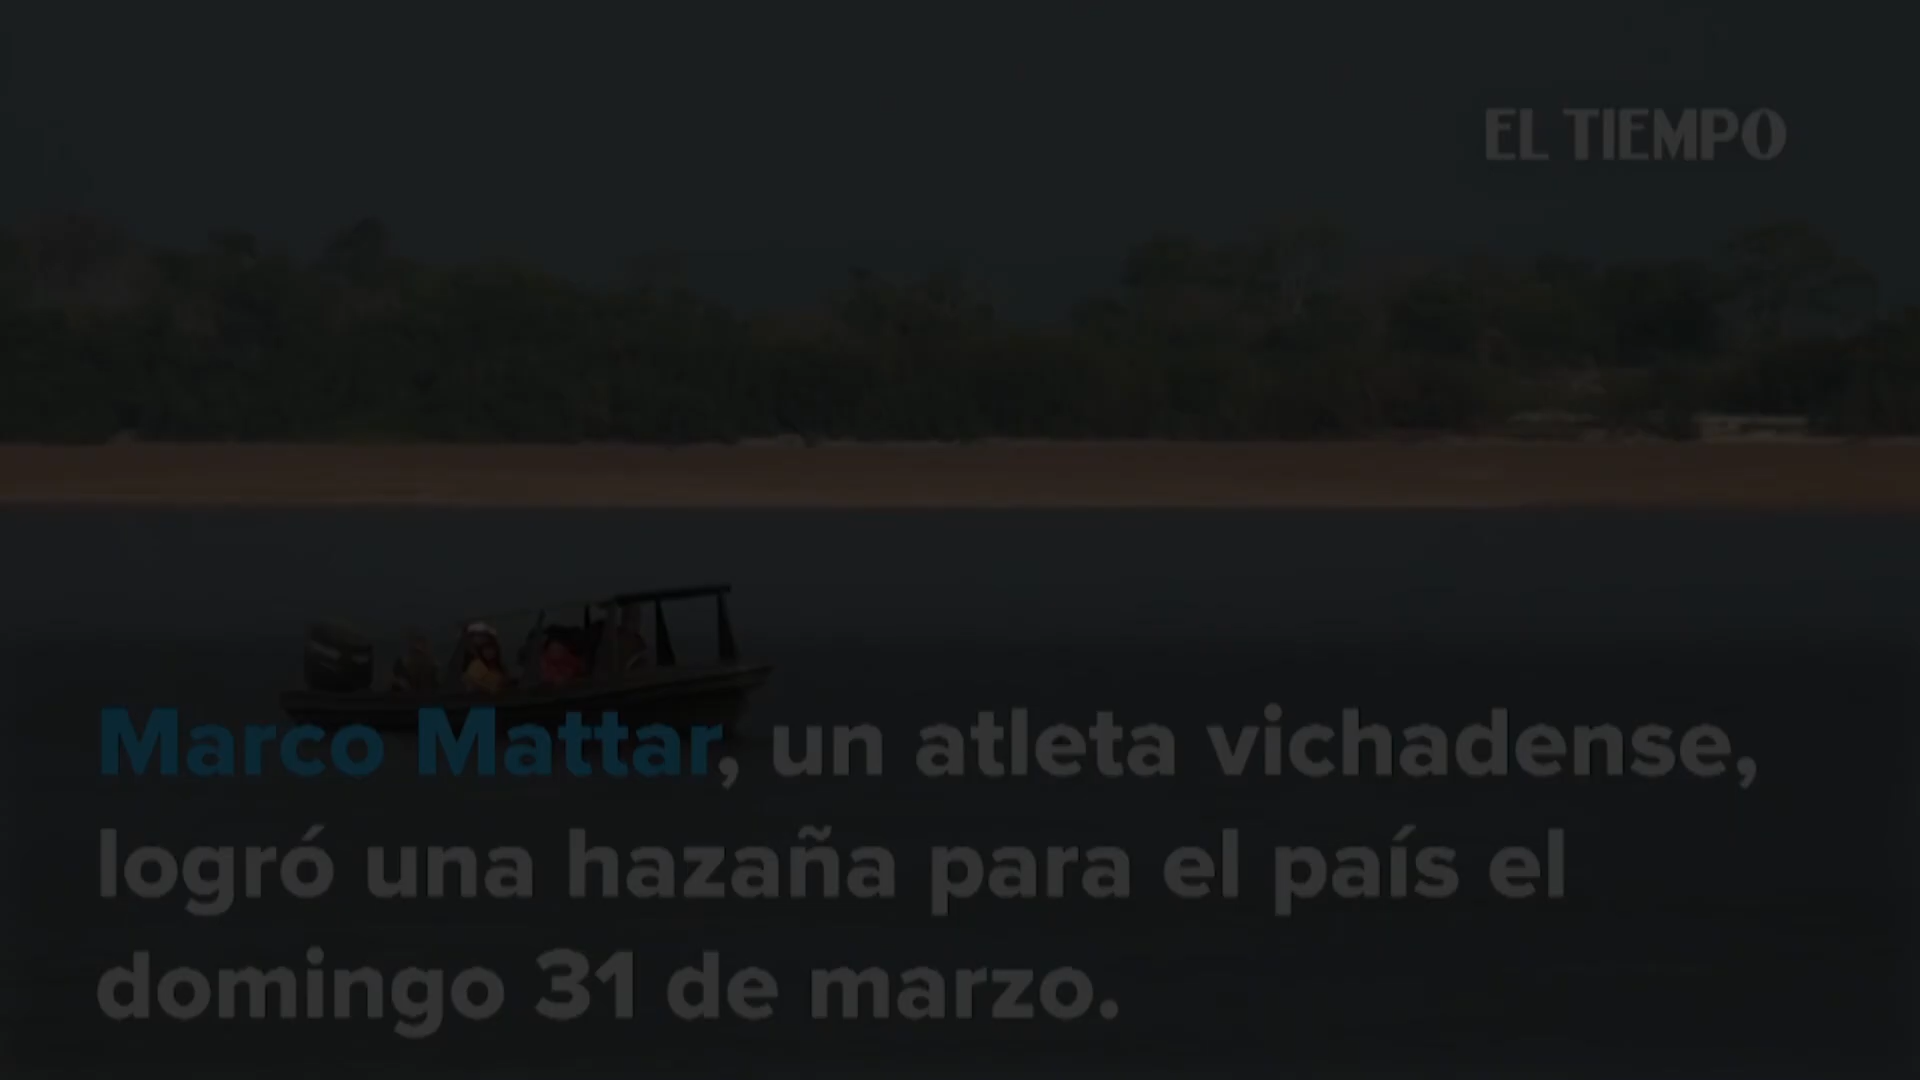 EL TIEMPO
Marco Mattar, un atleta vichadense,
logró una hazaña para el país el
domingo 31 de marzo.